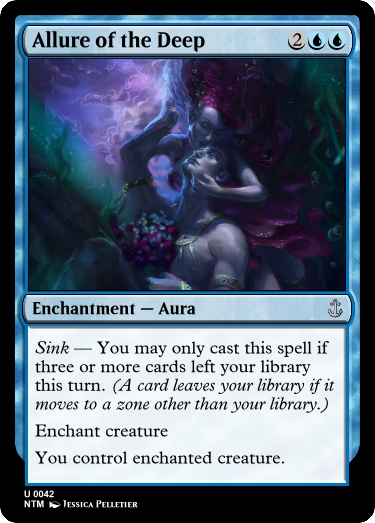 Allure of the Deep 2
Enchantment — Aura
Sink — You may only cast this spell if
three or more cards left your library
this turn. (A card leaves your library if it
moves to a zone other than your library.)
Enchant creature
You control enchanted creature.
U 0042
NTM Jessica Pelletier